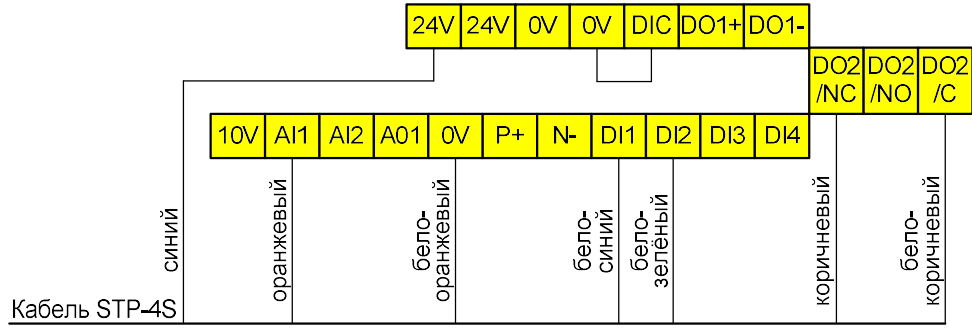 24V 24V 0V 0V DIC DO1+ DO1-
DO2 DO2 DO2
/NC /NO /C
10V AI1 AI2 A01 0V P+ N- DI1 DI2 DI3 DI4
синий
оранжевый
бело-
оранжевый
бело-
синий
бело-
зелёный
коричневый
бело-
коричневый
Кабель STP-4S